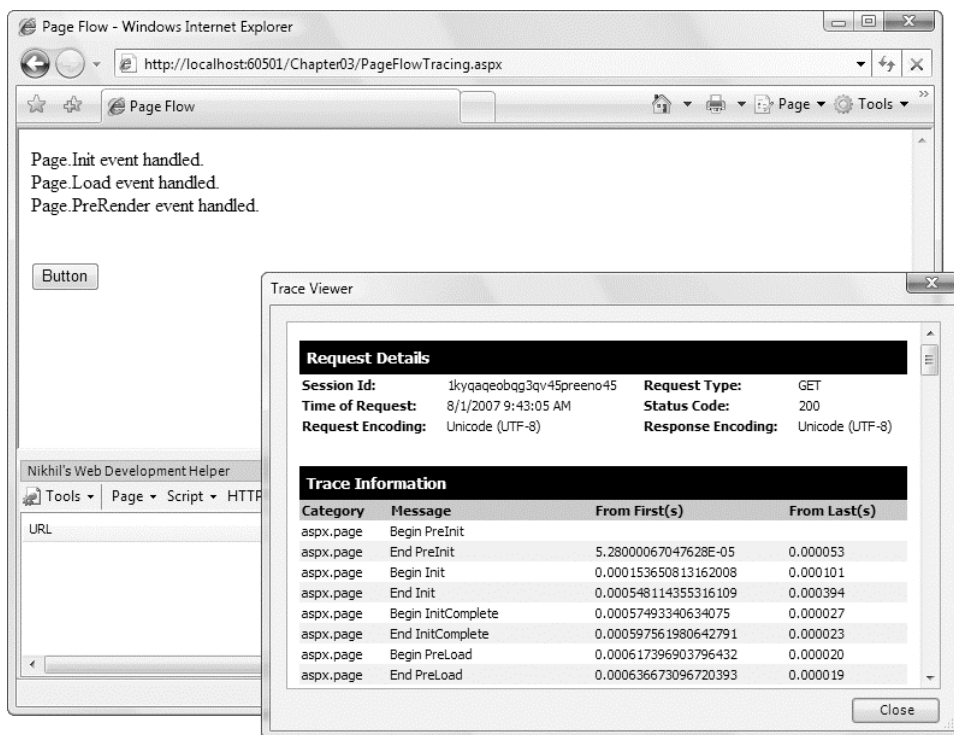 Page Flow - Windows Internet Explorer
http://localhost:60501/Chapter03/PageFlowTracing.aspx
Page Flow
Page Tools
Page.Init event handled.
Page.Load event handled.
Page.PreRender event handled.
Button
Trace Viewer
Request Details
Session Id: 1kyqaqeobqg3qv45preeno45 Request Type: GET
Time of Request: 8/1/2007 9:43:05 AM Status Code: 200
Request Encoding: Unicode (UTF-8) Response Encoding: Unicode (UTF-8)
Trace Information
Category Message From First(s) From Last(s)
aspx.page Begin PreInit
aspx.page End PreInit 5.28000067047628E-05 0.000053
aspx.page Begin Init 0.000153650813162008 0.000101
aspx.page End Init 0.000548114355316109 0.000394
aspx.page Begin InitComplete 0.00057493340634075 0.000027
aspx.page End InitComplete 0.000597561980642791 0.000023
aspx.page Begin PreLoad 0.000617396903796432 0.000020
aspx.page End PreLoad 0.000636673096720393 0.000019
Close
Nikhil's Web Development Helper
Tools Page Script HTTP
URL